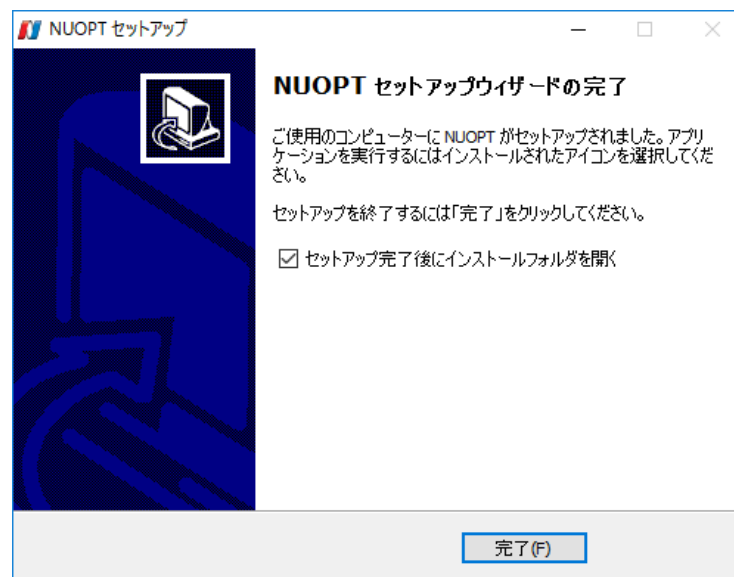 NUOPT セットアップ
NUOPT セットアップウィザードの完了
ご使用のコンピューターに NUOPT がセットアップされました。アプリ
ケーションを実行するにはインストールされたアイコンを選択してくだ
さい。
セットアップを終了するには「完了」をクリックしてください。
セットアップ完了後にインストールフォルダを開く
完了(F)